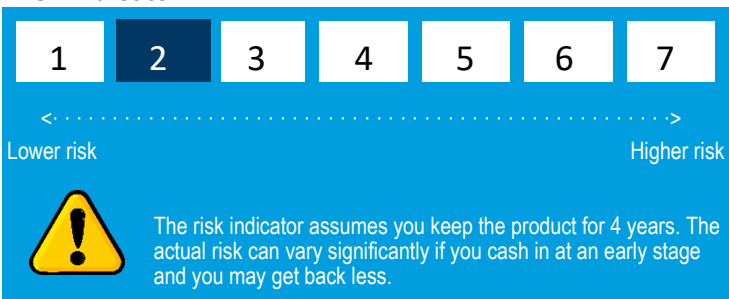 1 2 3 4 5 6 7
<· · · · · · · · · · · · · · · · · · · · · · · · · · · · · · · · · · · · · · · · · · · · · · · · · · · · ·>
Lower risk Higher risk
The risk indicator assumes you keep the product for 4 years. The
actual risk can vary significantly if you cash in at an early stage
and you may get back less.